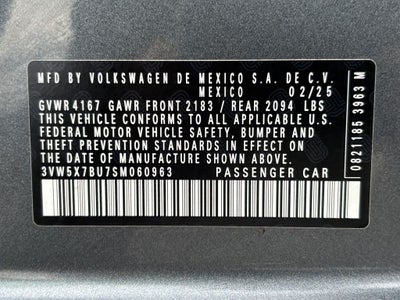 MFD BY VOLKSWAGEN DE MEXICO S.A. DE C.V.
MEXICO 02/25
GVWR 4167 GAWR FRONT 2183 / REAR 2094 LBS
THIS VEHICLE CONFORMS TO ALL APPLICABLE U.S.
FEDERAL MOTOR VEHICLE SAFETY, BUMPER AND
THEFT PREVENTION STANDARDS IN EFFECT ON THE
DATE OF MANUFACTURE SHOWN ABOVE
3VW5X7BU7SM060963 PASSENGER CAR
0821185 3963 M